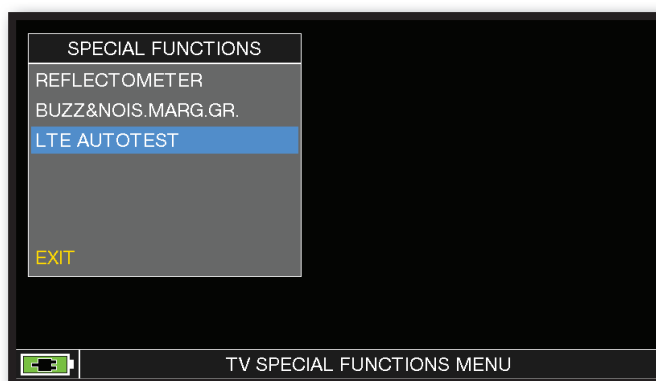 SPECIAL FUNCTIONS
REFLECTOMETER
BUZZ&NOIS.MARG.GR.
LTE AUTOTEST
EXIT
TV SPECIAL FUNCTIONS MENU